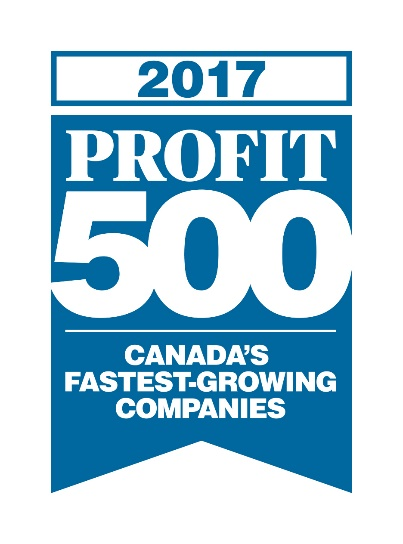 2017
PROFIT
500
CANADA'S
FASTEST-GROWING
COMPANIES